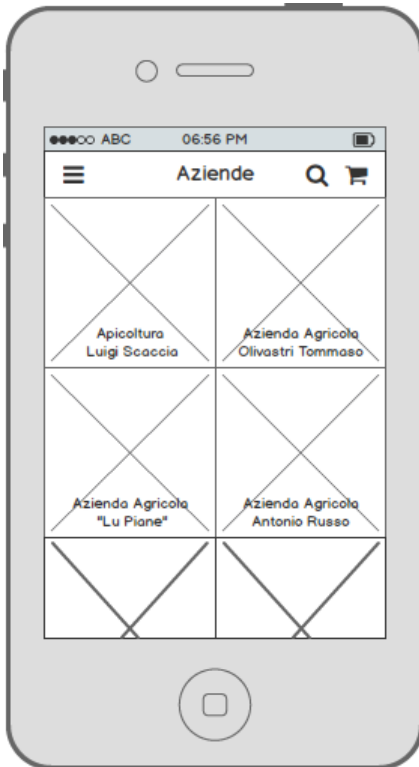 ABC 06:56 PM
Aziende
Apicoltura
Luigi Scaccia
Azienda Agricola
Olivastri Tommaso
Azienda Agricola
"Lu Piane"
Azienda Agricola
Antonio Russo